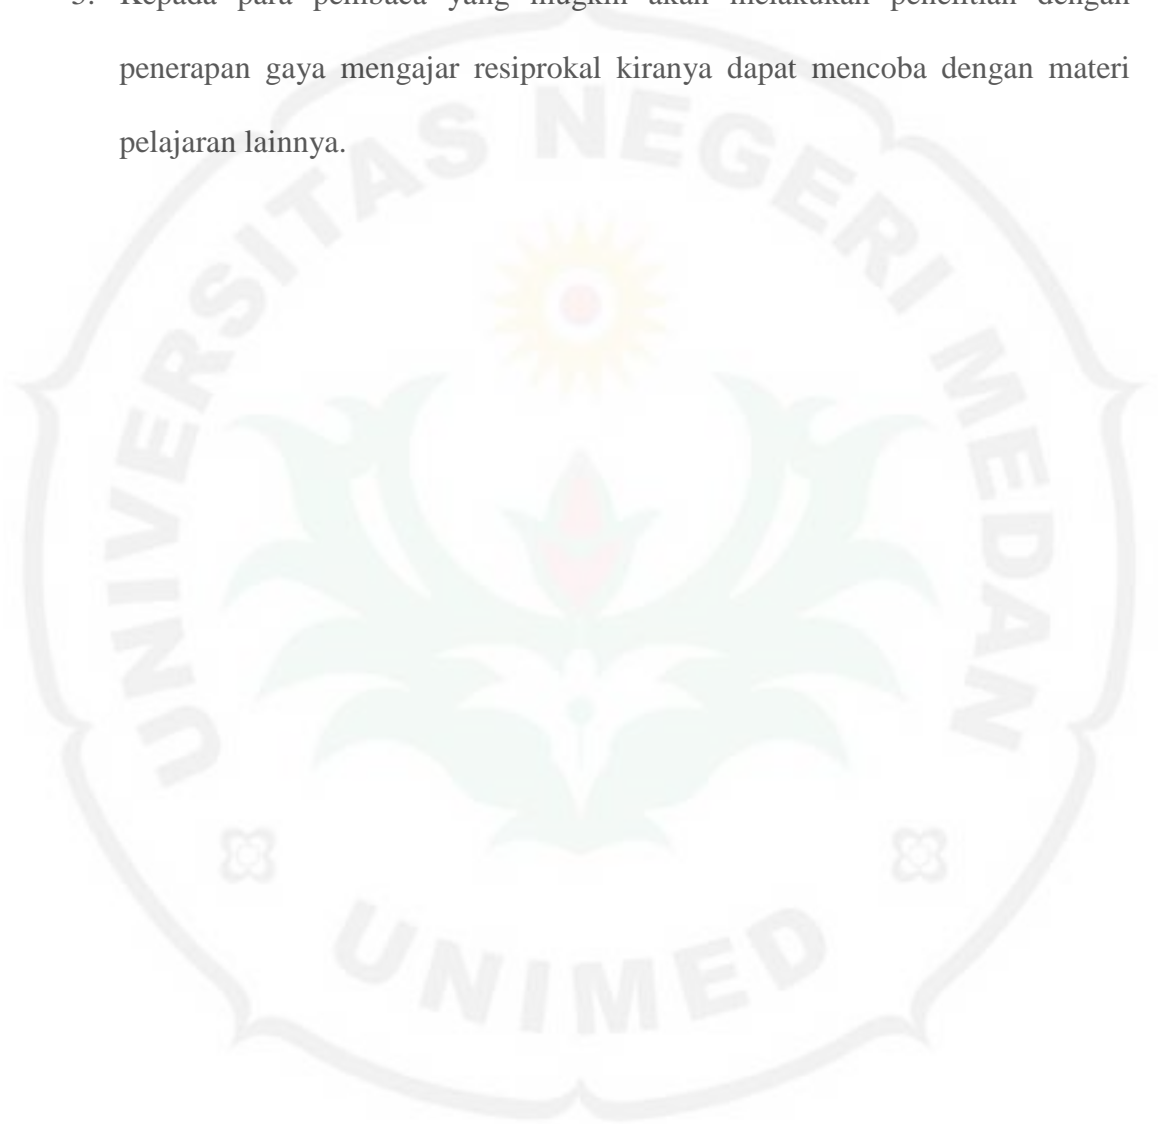 Kepada para pembaca yang mugkin akan melakukan penelitian dengan
penerapan gaya mengajar resiprokal kiranya dapat mencoba dengan materi
pelajaran lainnya.
UNIVERSITAS NEGERI MEDAN
UNIMED